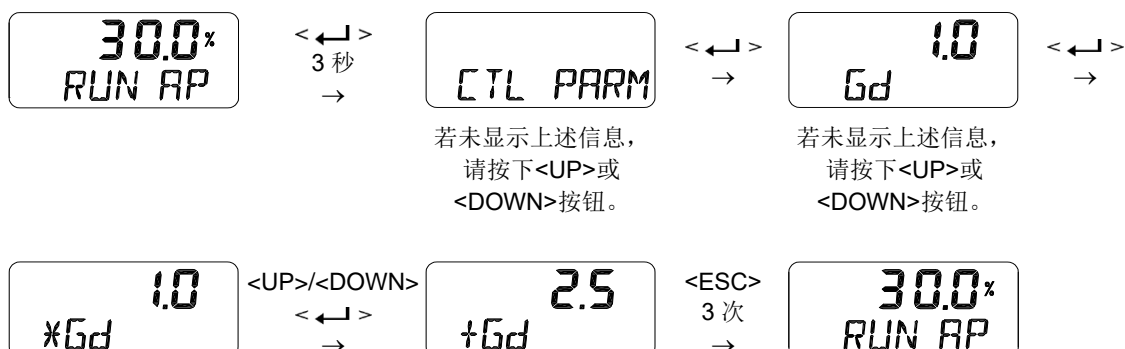 30.0% <↵> <↵> 1.0 <↵>
RUN AP 3 秒 → CTL PARM → Gd →
若未显示上述信息， 若未显示上述信息，
请按下<UP>或 请按下<UP>或
<DOWN>按钮。 <DOWN>按钮。
1.0 <UP>/<DOWN> 2.5 <ESC> 30.0%
*Gd <↵> → +Gd 3 次 → RUN AP